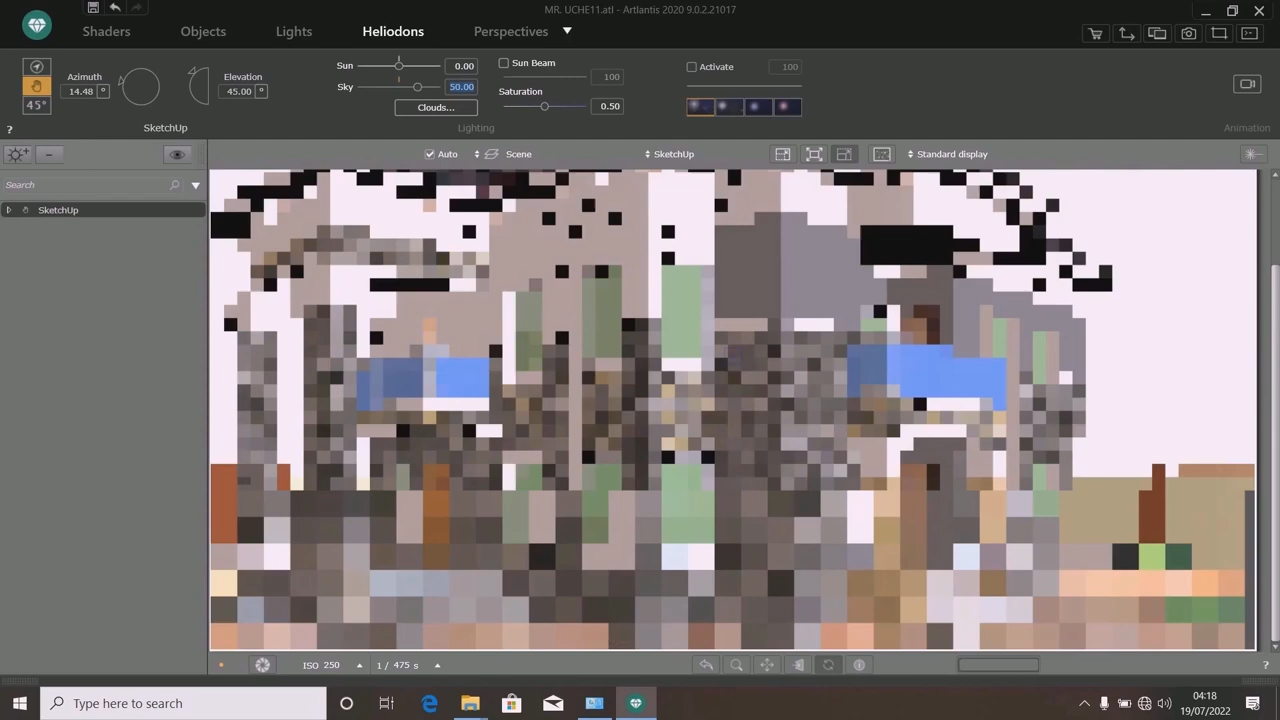 MR. UCHE11.atl - Artlantis 2020 9.0.2.21017
Shaders Objects Lights Heliodons Perspectives
Azimuth 14.48 °
Elevation 45.00 °
45°
? SketchUp
Sun 0.00
Sky 50.00
Clouds...
Lighting
Sun Beam
100
Saturation
0.50
Activate 100
Animation
Auto Scene SketchUp Standard display
Search
SketchUp
ISO 250 1 / 475 s ?
Type here to search
04:18
19/07/2022